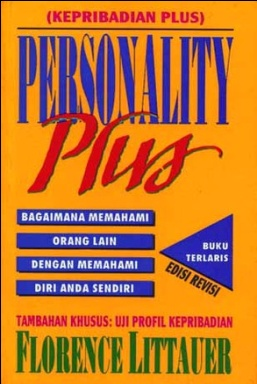 (KEPRIBADIAN PLUS)
PERSONALITY
Plus
BAGAIMANA MEMAHAMI
ORANG LAIN
DENGAN MEMAHAMI
DIRI ANDA SENDIRI
BUKU
TERLARIS
EDISI REVISI
TAMBAHAN KHUSUS: UJI PROFIL KEPRIBADIAN
FLORENCE LITTAUER